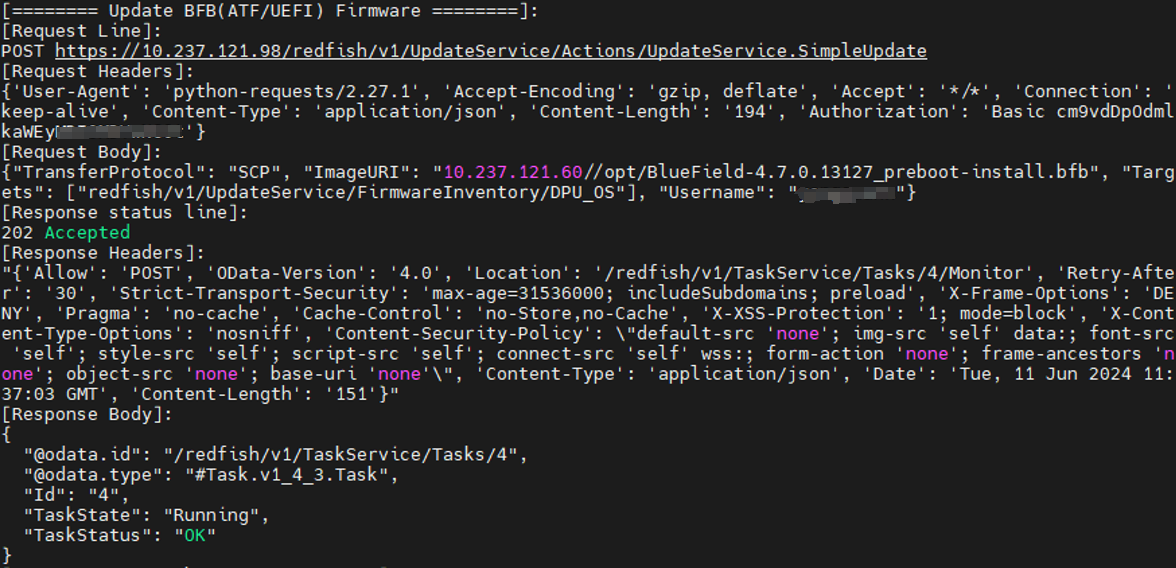 [======== Update BFB(ATF/UEFI) Firmware ========]:
[Request Line]:
POST https://10.237.121.98/redfish/v1/UpdateService/Actions/UpdateService.SimpleUpdate
[Request Headers]:
{'User-Agent': 'python-requests/2.27.1', 'Accept-Encoding': 'gzip, deflate', 'Accept': '*/*', 'Connection': '
keep-alive', 'Content-Type': 'application/json', 'Content-Length': '194', 'Authorization': 'Basic cm9vdDpOdml
kaWEy'}
[Request Body]:
{"TransferProtocol": "SCP", "ImageURI": "10.237.121.60//opt/BlueField-4.7.0.13127_preboot-install.bfb", "Targ
ets": ["redfish/v1/UpdateService/FirmwareInventory/DPU_OS"], "Username": ""}
[Response status line]:
202 Accepted
[Response Headers]:
"{'Allow': 'POST', 'OData-Version': '4.0', 'Location': '/redfish/v1/TaskService/Tasks/4/Monitor', 'Retry-Afte
r': '30', 'Strict-Transport-Security': 'max-age=31536000; includeSubdomains; preload', 'X-Frame-Options': 'DE
NY', 'Pragma': 'no-cache', 'Cache-Control': 'no-Store,no-Cache', 'X-XSS-Protection': '1; mode=block', 'X-Cont
ent-Type-Options': 'nosniff', 'Content-Security-Policy': \"default-src 'none'; img-src 'self' data:; font-src
 'self'; style-src 'self'; script-src 'self'; connect-src 'self' wss:; form-action 'none'; frame-ancestors 'n
one'; object-src 'none'; base-uri 'none'\", 'Content-Type': 'application/json', 'Date': 'Tue, 11 Jun 2024 11:
37:03 GMT', 'Content-Length': '151'}"
[Response Body]:
{
  "@odata.id": "/redfish/v1/TaskService/Tasks/4",
  "@odata.type": "#Task.v1_4_3.Task",
  "Id": "4",
  "TaskState": "Running",
  "TaskStatus": "OK"
}